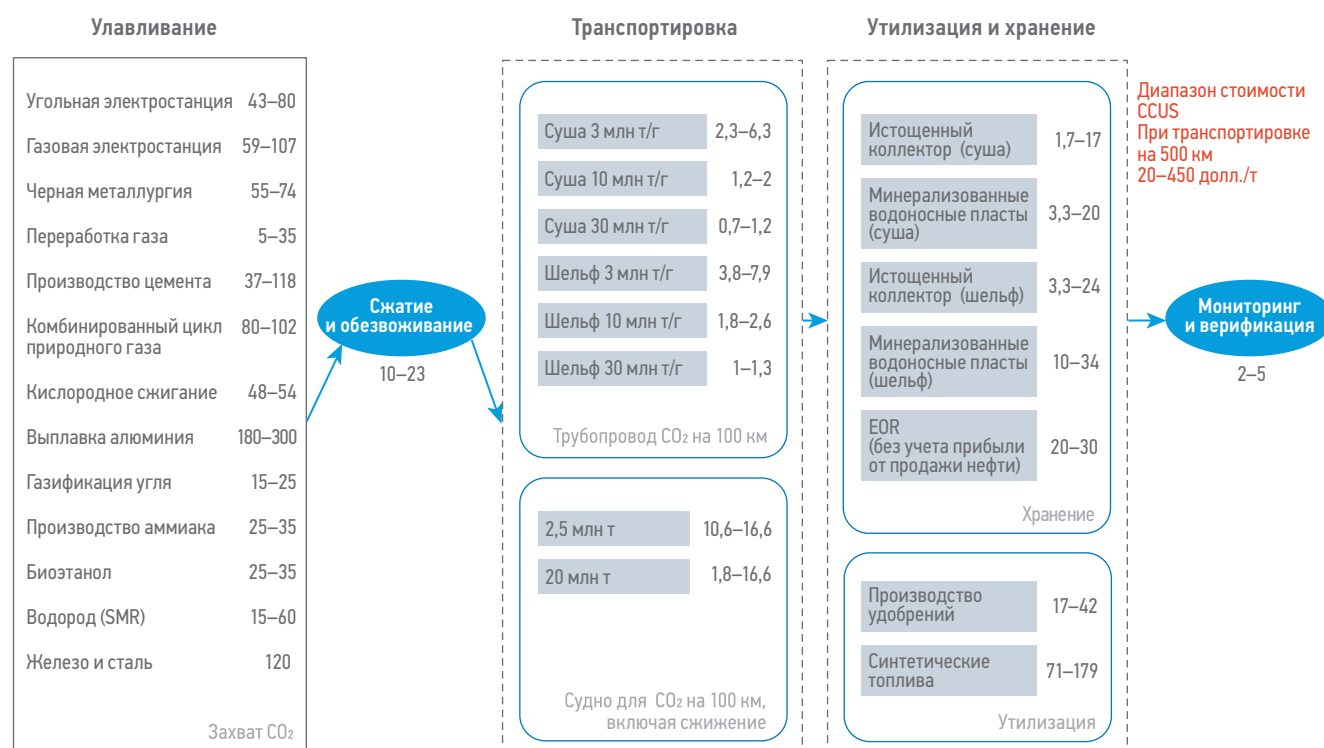 Улавливание
Угольная электростанция 43–80
Газовая электростанция 59–107
Черная металлургия 55–74
Переработка газа 5–35
Производство цемента 37–118
Комбинированный цикл 80–102
природного газа
Кислородное сжигание 48–54
Выплавка алюминия 180–300
Газификация угля 15–25
Производство аммиака 25–35
Биоэтанол 25–35
Водород (SMR) 15–60
Железо и сталь 120
Захват CO₂
Сжатие
и обезвоживание
10–23
Транспортировка
Суша 3 млн т/г 2,3–6,3
Суша 10 млн т/г 1,2–2
Суша 30 млн т/г 0,7–1,2
Шельф 3 млн т/г 3,8–7,9
Шельф 10 млн т/г 1,8–2,6
Шельф 30 млн т/г 1–1,3
Трубопровод CO₂ на 100 км
2,5 млн т 10,6–16,6
20 млн т 1,8–16,6
Судно для CO₂ на 100 км,
включая сжижение
Утилизация и хранение
Истощенный
коллектор (суша) 1,7–17
Минерализованные
водоносные пласты 3,3–20
(суша)
Истощенный
коллектор (шельф) 3,3–24
Минерализованные
водоносные пласты 10–34
(шельф)
EOR
(без учета прибыли 20–30
от продажи нефти)
Хранение
Производство
удобрений 17–42
Синтетические
топлива 71–179
Утилизация
Диапазон стоимости
CCUS
При транспортировке
на 500 км
20–450 долл./т
Мониторинг
и верификация
2–5